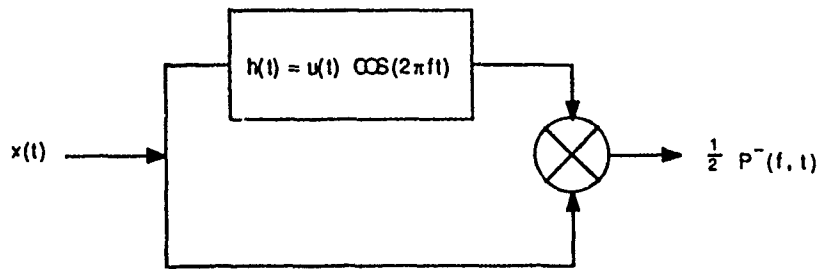 h(t) = u(t) COS(2πft)
x(t)
½ P⁻(f, t)